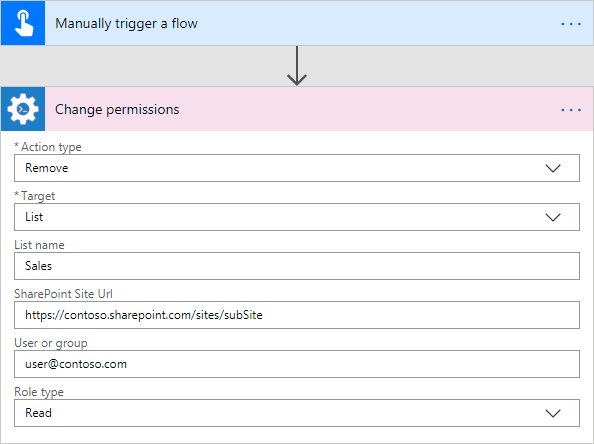 Manually trigger a flow
...
Change permissions
...
* Action type
Remove
* Target
List
List name
Sales
SharePoint Site Url
https://contoso.sharepoint.com/sites/subSite
User or group
user@contoso.com
Role type
Read